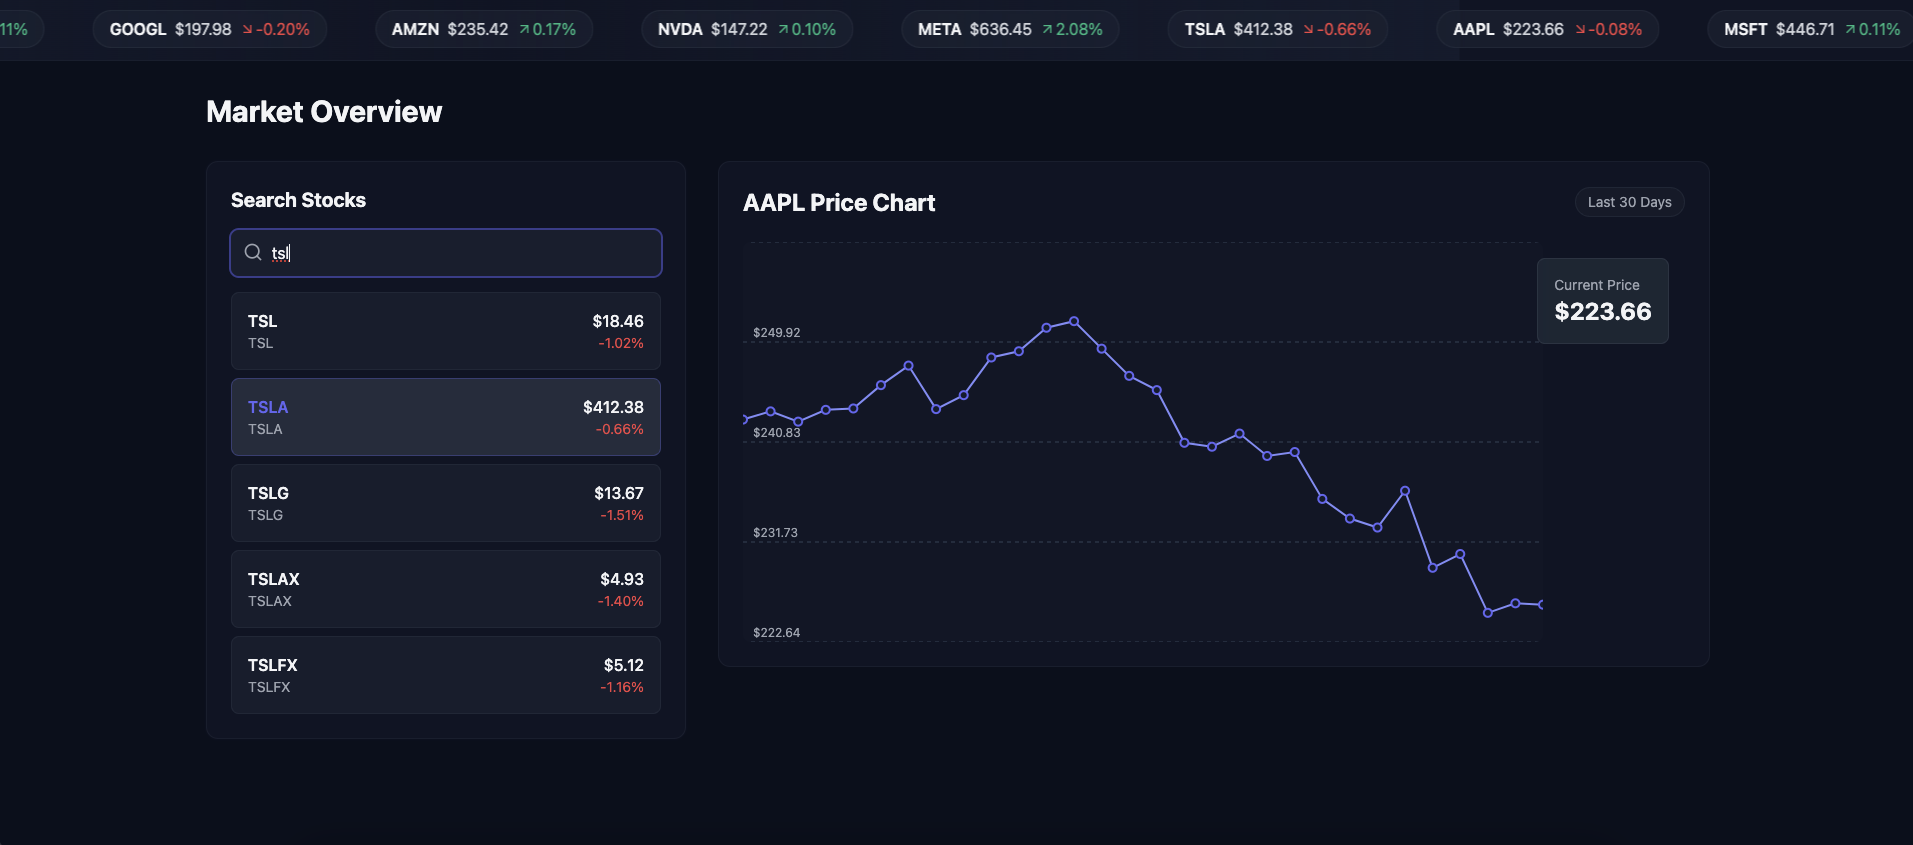 11%
GOOGL $197.98 ↘-0.20%
AMZN $235.42 ↗0.17%
NVDA $147.22 ↗0.10%
META $636.45 ↗2.08%
TSLA $412.38 ↘-0.66%
AAPL $223.66 ↘-0.08%
MSFT $446.71 ↗0.11%
Market Overview
Search Stocks
tsl
TSL $18.46
TSL -1.02%
TSLA $412.38
TSLA -0.66%
TSLG $13.67
TSLG -1.51%
TSLAX $4.93
TSLAX -1.40%
TSLFX $5.12
TSLFX -1.16%
AAPL Price Chart
Last 30 Days
Current Price
$223.66
$249.92
$240.83
$231.73
$222.64